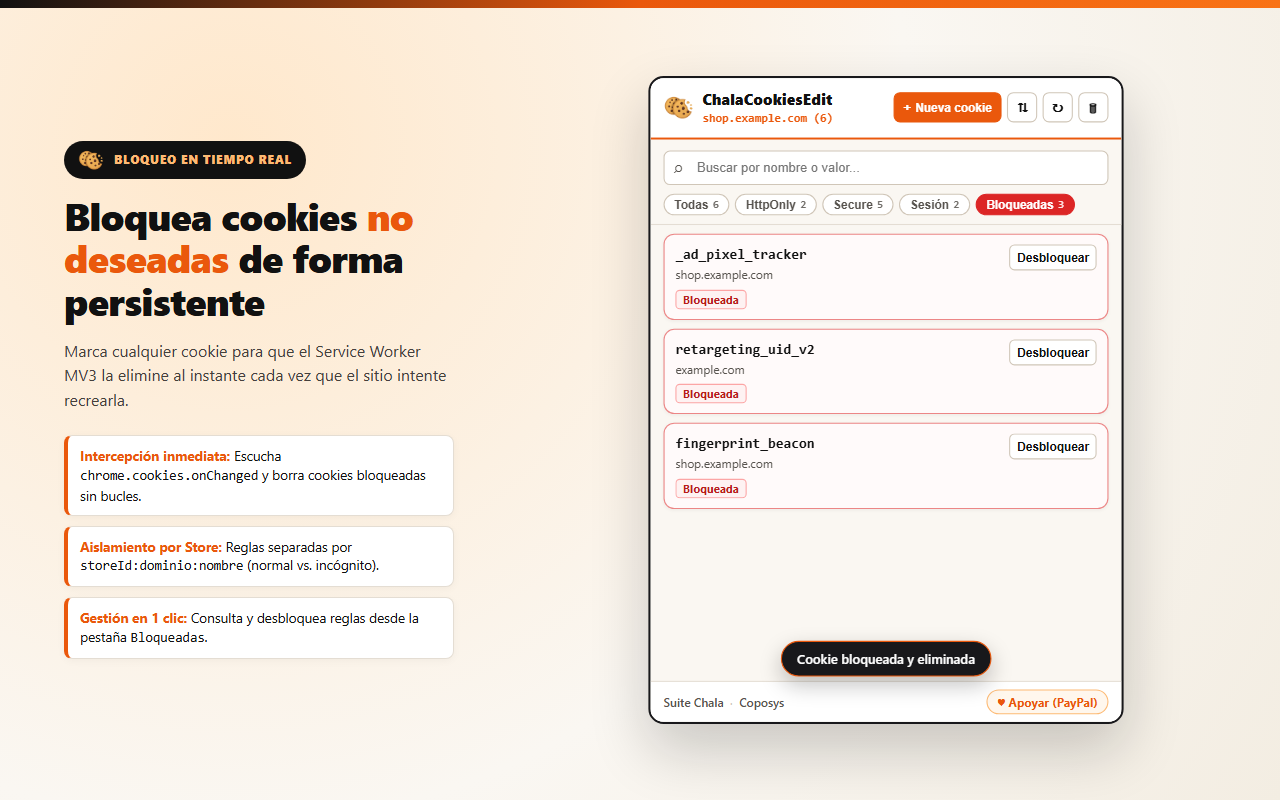 BLOQUEO EN TIEMPO REAL
Bloquea cookies no
deseadas de forma
persistente
Marca cualquier cookie para que el Service Worker
MV3 la elimine al instante cada vez que el sitio intente
recrearla.
Intercepción inmediata: Escucha
chrome.cookies.onChanged y borra cookies bloqueadas
sin bucles.
Aislamiento por Store: Reglas separadas por
storeId:dominio:nombre (normal vs. incógnito).
Gestión en 1 clic: Consulta y desbloquea reglas desde la
pestaña Bloqueadas.
ChalaCookiesEdit
shop.example.com (6)
+ Nueva cookie
Buscar por nombre o valor...
Todas 6
HttpOnly 2
Secure 5
Sesión 2
Bloqueadas 3
_ad_pixel_tracker
Desbloquear
shop.example.com
Bloqueada
retargeting_uid_v2
Desbloquear
example.com
Bloqueada
fingerprint_beacon
Desbloquear
shop.example.com
Bloqueada
Cookie bloqueada y eliminada
Suite Chala · Coposys
♥ Apoyar (PayPal)